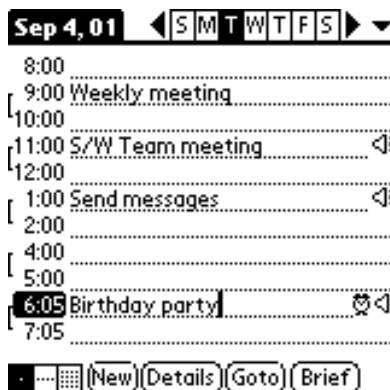 Sep 4, 01 S M T W T F S
8:00
9:00 Weekly meeting
10:00
11:00 S/W Team meeting
12:00
1:00 Send messages
2:00
4:00
5:00
6:05 Birthday party
7:05
New Details Goto Brief